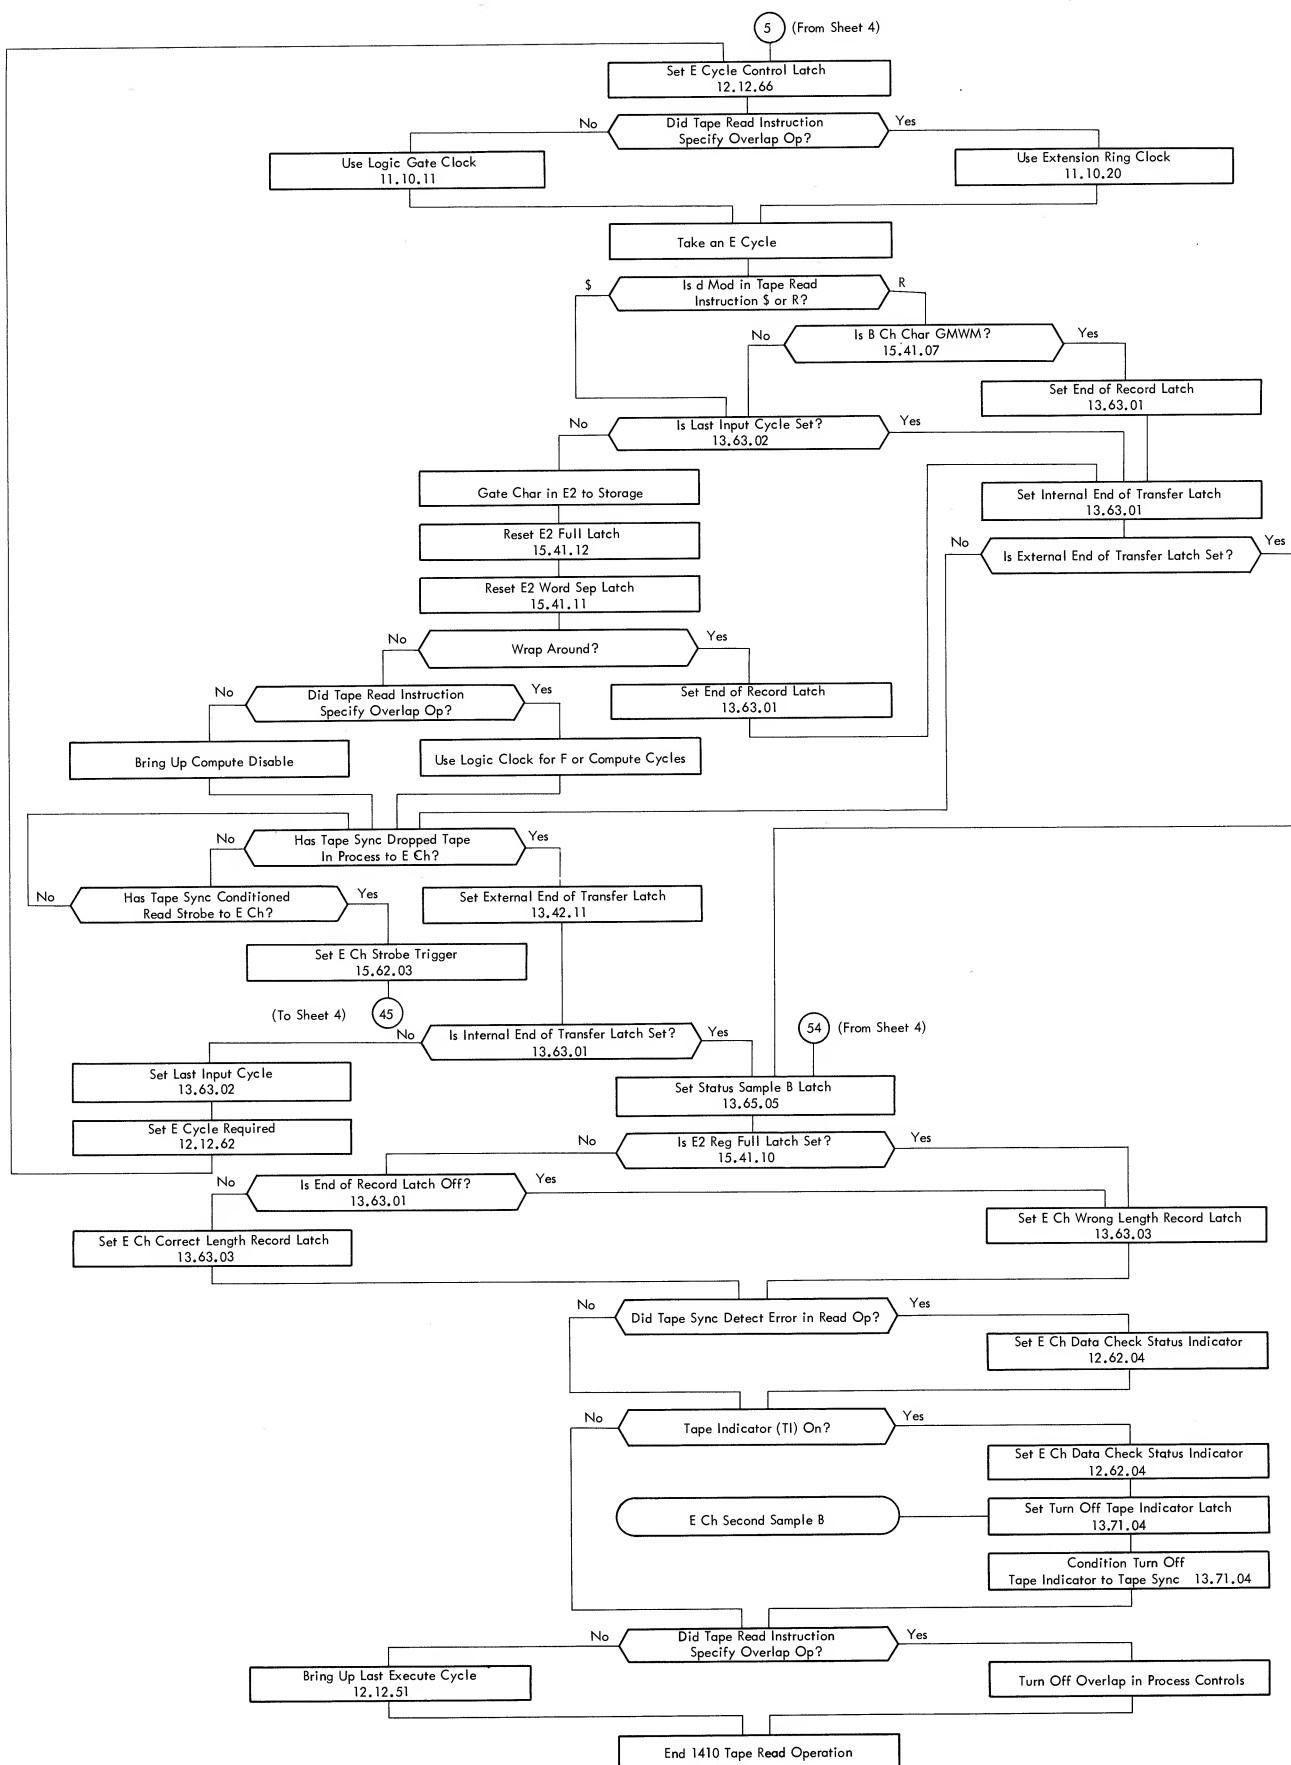 5 (From Sheet 4)
Set E Cycle Control Latch
12.12.66
No
Did Tape Read Instruction
Specify Overlap Op?
Yes
Use Logic Gate Clock
11.10.11
Use Extension Ring Clock
11.10.20
Take an E Cycle
$
Is d Mod in Tape Read
Instruction $ or R?
R
No
Is B Ch Char GMWM?
15.41.07
Yes
Set End of Record Latch
13.63.01
No
Is Last Input Cycle Set?
13.63.02
Yes
Gate Char in E2 to Storage
Set Internal End of Transfer Latch
13.63.01
Reset E2 Full Latch
15.41.12
No
Is External End of Transfer Latch Set?
Yes
Reset E2 Word Sep Latch
15.41.11
No
Wrap Around?
Yes
No
Did Tape Read Instruction
Specify Overlap Op?
Yes
Set End of Record Latch
13.63.01
Bring Up Compute Disable
Use Logic Clock for F or Compute Cycles
No
Has Tape Sync Dropped Tape
In Process to E Ch?
Yes
No
Has Tape Sync Conditioned
Read Strobe to E Ch?
Yes
Set External End of Transfer Latch
13.42.11
Set E Ch Strobe Trigger
15.62.03
(To Sheet 4) 45
54 (From Sheet 4)
No
Is Internal End of Transfer Latch Set?
13.63.01
Yes
Set Last Input Cycle
13.63.02
Set Status Sample B Latch
13.65.05
Set E Cycle Required
12.12.62
No
Is E2 Reg Full Latch Set?
15.41.10
Yes
No
Is End of Record Latch Off?
13.63.01
Yes
Set E Ch Correct Length Record Latch
13.63.03
Set E Ch Wrong Length Record Latch
13.63.03
No
Did Tape Sync Detect Error in Read Op?
Yes
Set E Ch Data Check Status Indicator
12.62.04
No
Tape Indicator (TI) On?
Yes
Set E Ch Data Check Status Indicator
12.62.04
E Ch Second Sample B
Set Turn Off Tape Indicator Latch
13.71.04
Condition Turn Off
Tape Indicator to Tape Sync 13.71.04
No
Did Tape Read Instruction
Specify Overlap Op?
Yes
Bring Up Last Execute Cycle
12.12.51
Turn Off Overlap in Process Controls
End 1410 Tape Read Operation